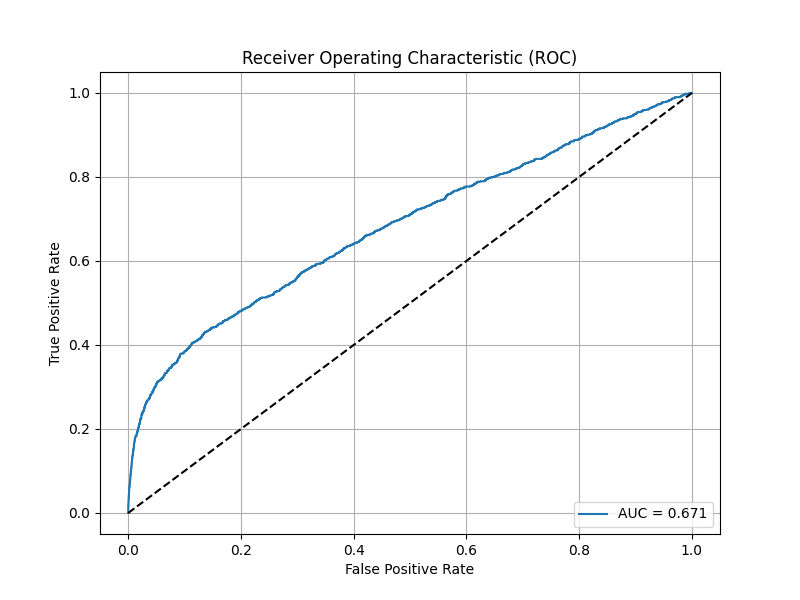 Receiver Operating Characteristic (ROC)
True Positive Rate
1.0
0.8
0.6
0.4
0.2
0.0
AUC = 0.671
0.0 0.2 0.4 0.6 0.8 1.0
False Positive Rate